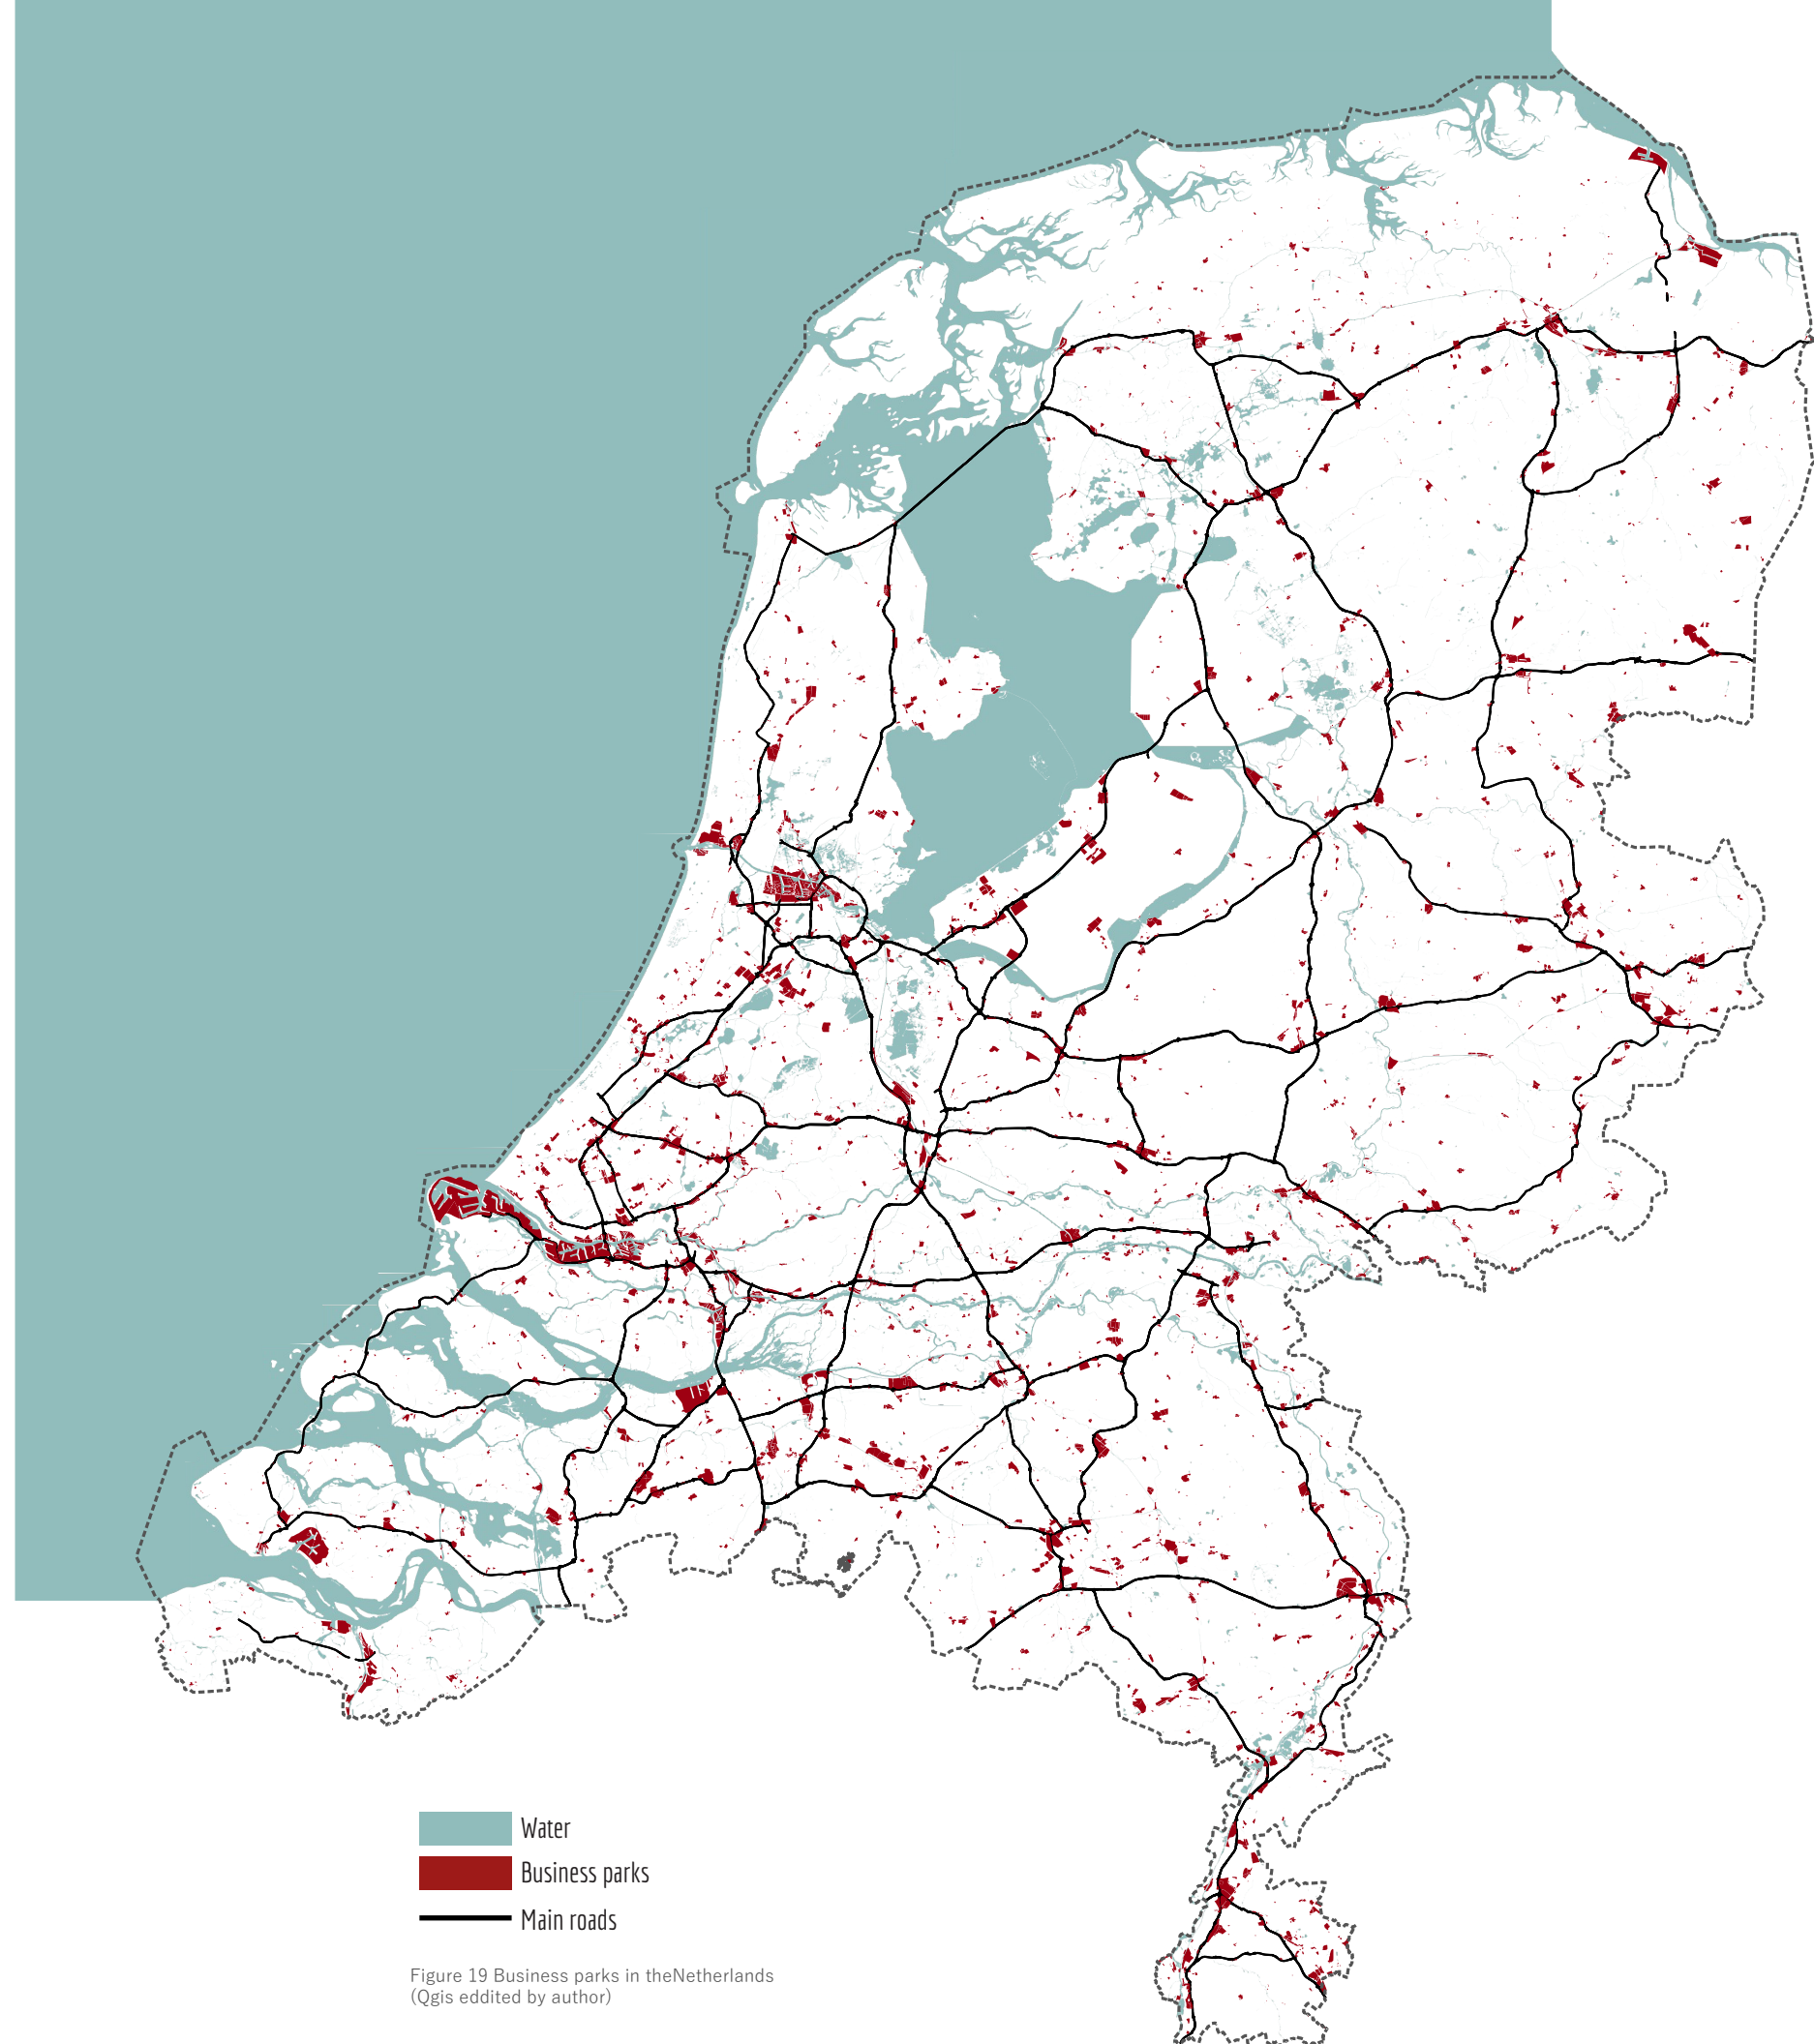 Water
Business parks
Main roads
Figure 19 Business parks in theNetherlands
(Qgis eddited by author)